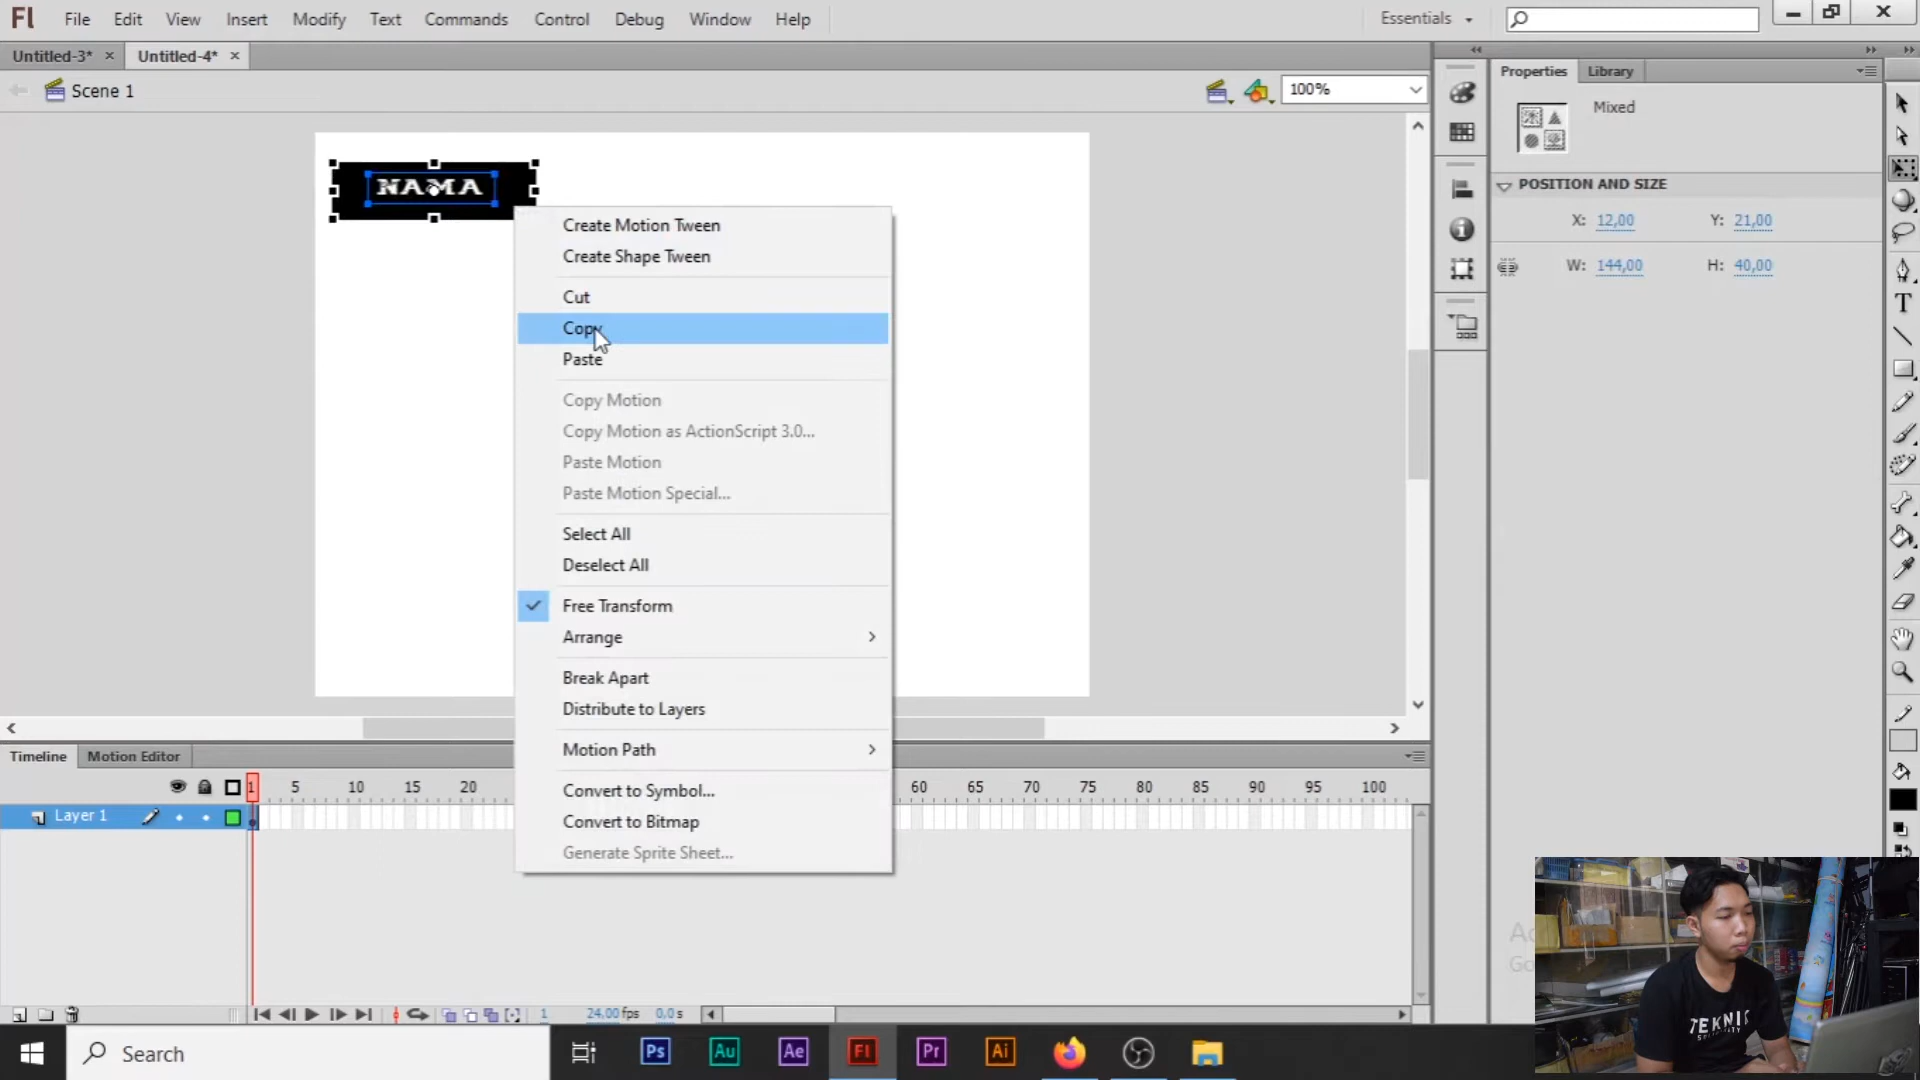 Fl File Edit View Insert Modify Text Commands Control Debug Window Help Essentials
Untitled-3* × Untitled-4* ×
Scene 1
100%
Properties Library
Mixed
POSITION AND SIZE
X: 12,00 Y: 21,00
W: 144,00 H: 40,00
NAMA
Create Motion Tween
Create Shape Tween
Cut
Copy
Paste
Copy Motion
Copy Motion as ActionScript 3.0...
Paste Motion
Paste Motion Special...
Select All
Deselect All
Free Transform
Arrange
Break Apart
Distribute to Layers
Motion Path
Convert to Symbol...
Convert to Bitmap
Generate Sprite Sheet...
Timeline Motion Editor
1 5 10 15 20 60 65 70 75 80 85 90 95 100
Layer 1
1 24,00 fps 0,0 s
Search
Ps Au Ae Fl Pr Ai
TEKNIK